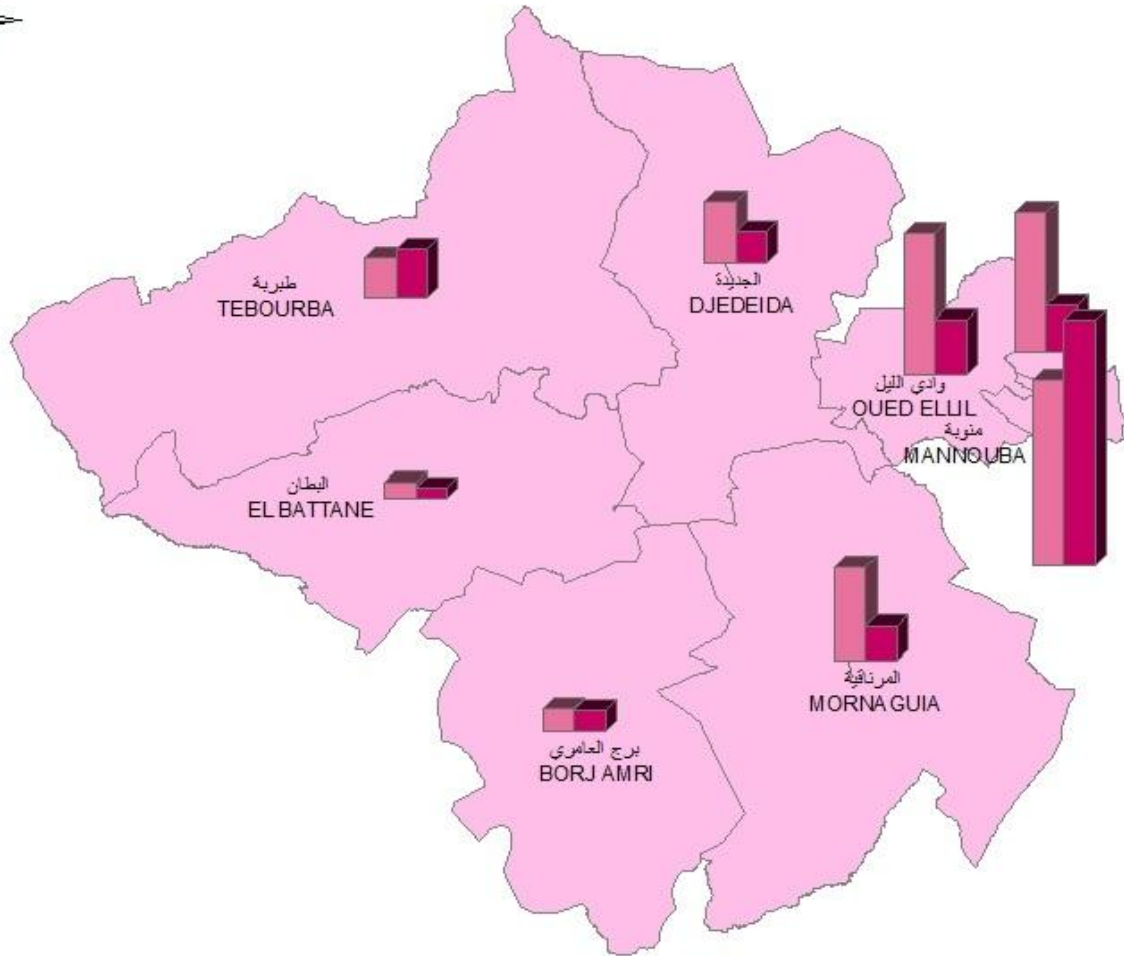 طبربة
TEBOURBA
الجديدة
DJEDEIDA
وادي الليل
OUED ELLIL
منوبة
MANNOUBA
البطان
EL BATTANE
المرناقية
MORNAGUIA
برج العامري
BORJ AMRI